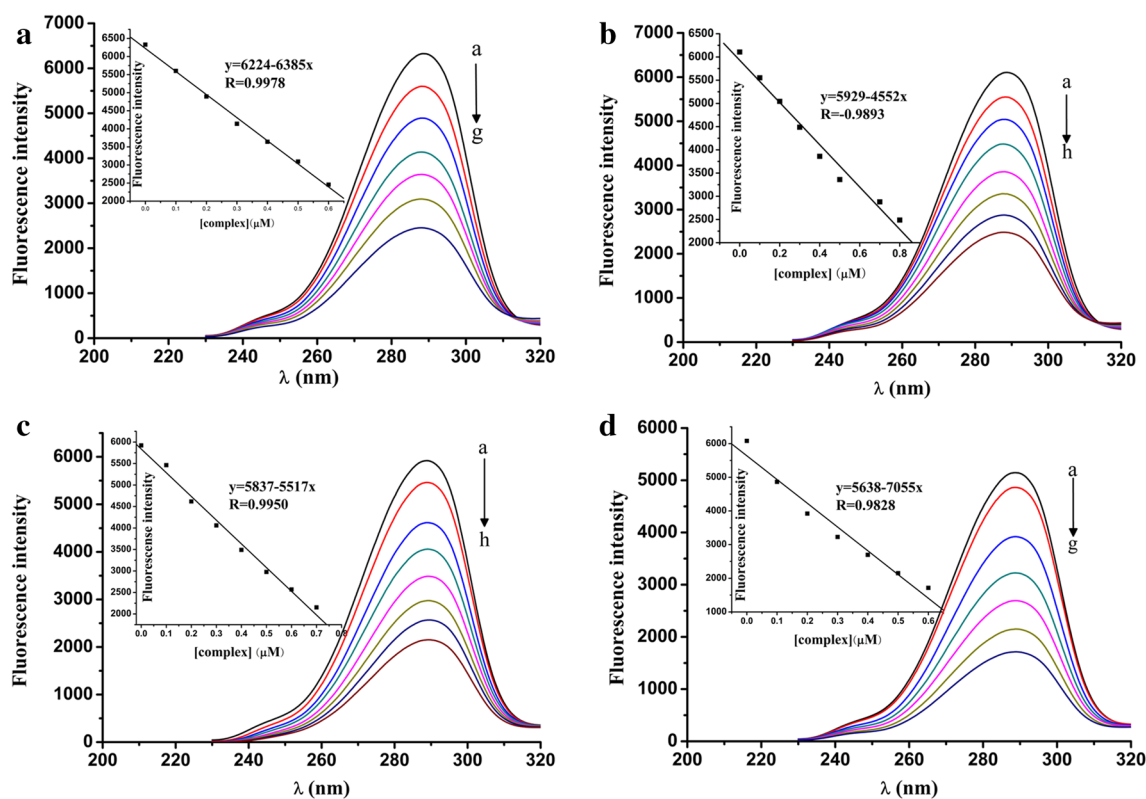 a
7000
6000
5000
4000
3000
2000
1000
0
Fluorescence intensity
200 220 240 260 280 300 320
λ (nm)
6500
6000
5500
5000
4500
4000
3500
3000
2500
2000
Fluorescence intensity
0.0 0.1 0.2 0.3 0.4 0.5 0.6
[complex](μM)
y=6224-6385x
R=0.9978
a
g
b
7000
6000
5000
4000
3000
2000
1000
0
Fluorescence intensity
200 220 240 260 280 300 320
λ (nm)
6000
5500
5000
4500
4000
3500
3000
2500
2000
Fluorescence intensity
0.0 0.2 0.4 0.6 0.8
[complex] (μM)
y=5929-4552x
R=-0.9893
a
h
c
6000
5000
4000
3000
2000
1000
0
Fluorescence intensity
200 220 240 260 280 300 320
λ (nm)
6000
5500
5000
4500
4000
3500
3000
2500
2000
Fluorescense intensity
0.0 0.1 0.2 0.3 0.4 0.5 0.6 0.7 0.8
[complex] (μM)
y=5837-5517x
R=0.9950
a
h
d
6000
5000
4000
3000
2000
1000
0
Fluorescence intensity
200 220 240 260 280 300 320
λ (nm)
6000
5000
4000
3000
2000
1000
Fluorescence intensity
0.0 0.1 0.2 0.3 0.4 0.5 0.6
[complex] (μM)
y=5638-7055x
R=0.9828
a
g